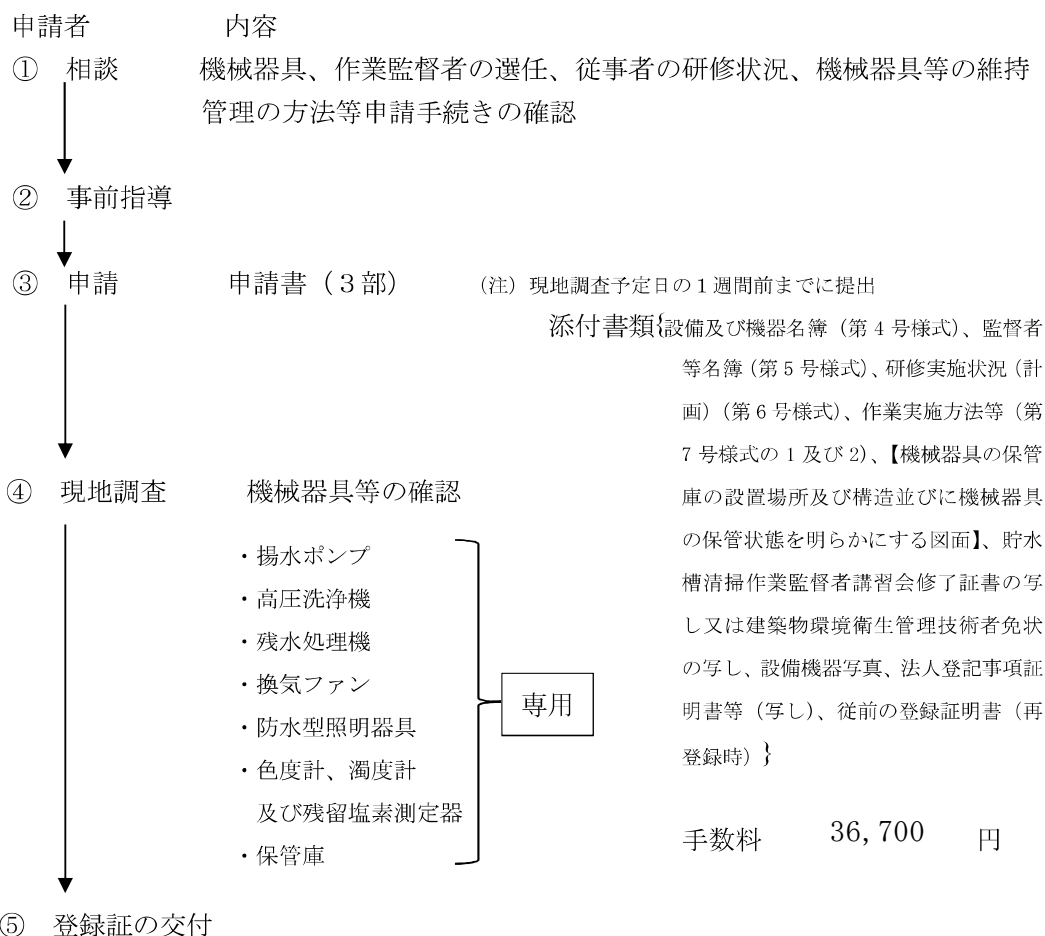 申請者　内容
① 相談　機械器具、作業監督者の選任、従事者の研修状況、機械器具等の維持
管理の方法等申請手続きの確認
② 事前指導
③ 申請　申請書（３部）　（注）現地調査予定日の１週間前までに提出
添付書類{設備及び機器名簿（第４号様式）、監督者
等名簿（第５号様式）、研修実施状況（計
画）（第６号様式）、作業実施方法等（第
７号様式の 1 及び 2）、【機械器具の保管
庫の設置場所及び構造並びに機械器具
の保管状態を明らかにする図面】、貯水
槽清掃作業監督者講習会修了証書の写
し又は建築物環境衛生管理技術者免状
の写し、設備機器写真、法人登記事項証
明書等（写し）、従前の登録証明書（再
登録時）}
手数料　36,700　円
④ 現地調査　機械器具等の確認
・揚水ポンプ
・高圧洗浄機
・残水処理機
・換気ファン
・防水型照明器具
・色度計、濁度計
及び残留塩素測定器
・保管庫
専用
⑤ 登録証の交付